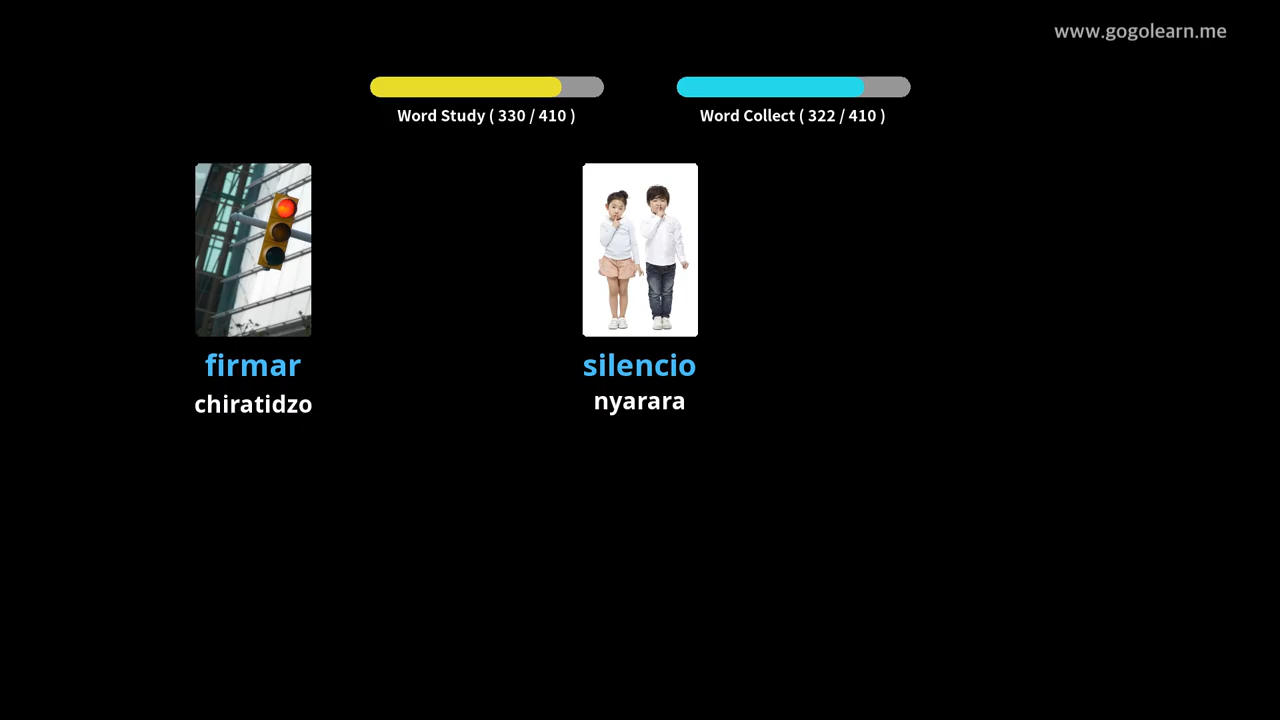 www.gogolearn.me
Word Study ( 330 / 410 )
Word Collect ( 322 / 410 )
firmar
silencio
chiratidzo
nyarara